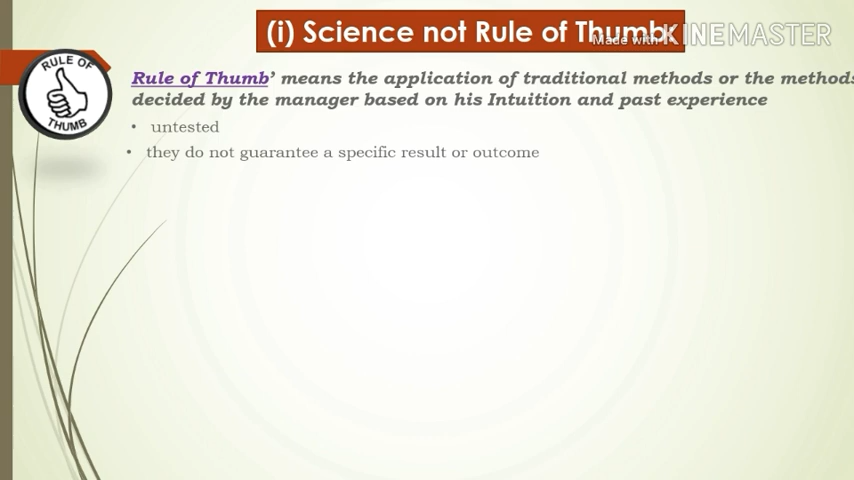 (i) Science not Rule of Thumb
Made with KINEMASTER
RULE OF
THUMB
Rule of Thumb’ means the application of traditional methods or the methods
decided by the manager based on his Intuition and past experience
• untested
• they do not guarantee a specific result or outcome